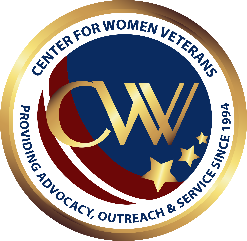 CENTER FOR WOMEN VETERANS
CWV
PROVIDING ADVOCACY, OUTREACH & SERVICE SINCE 1994